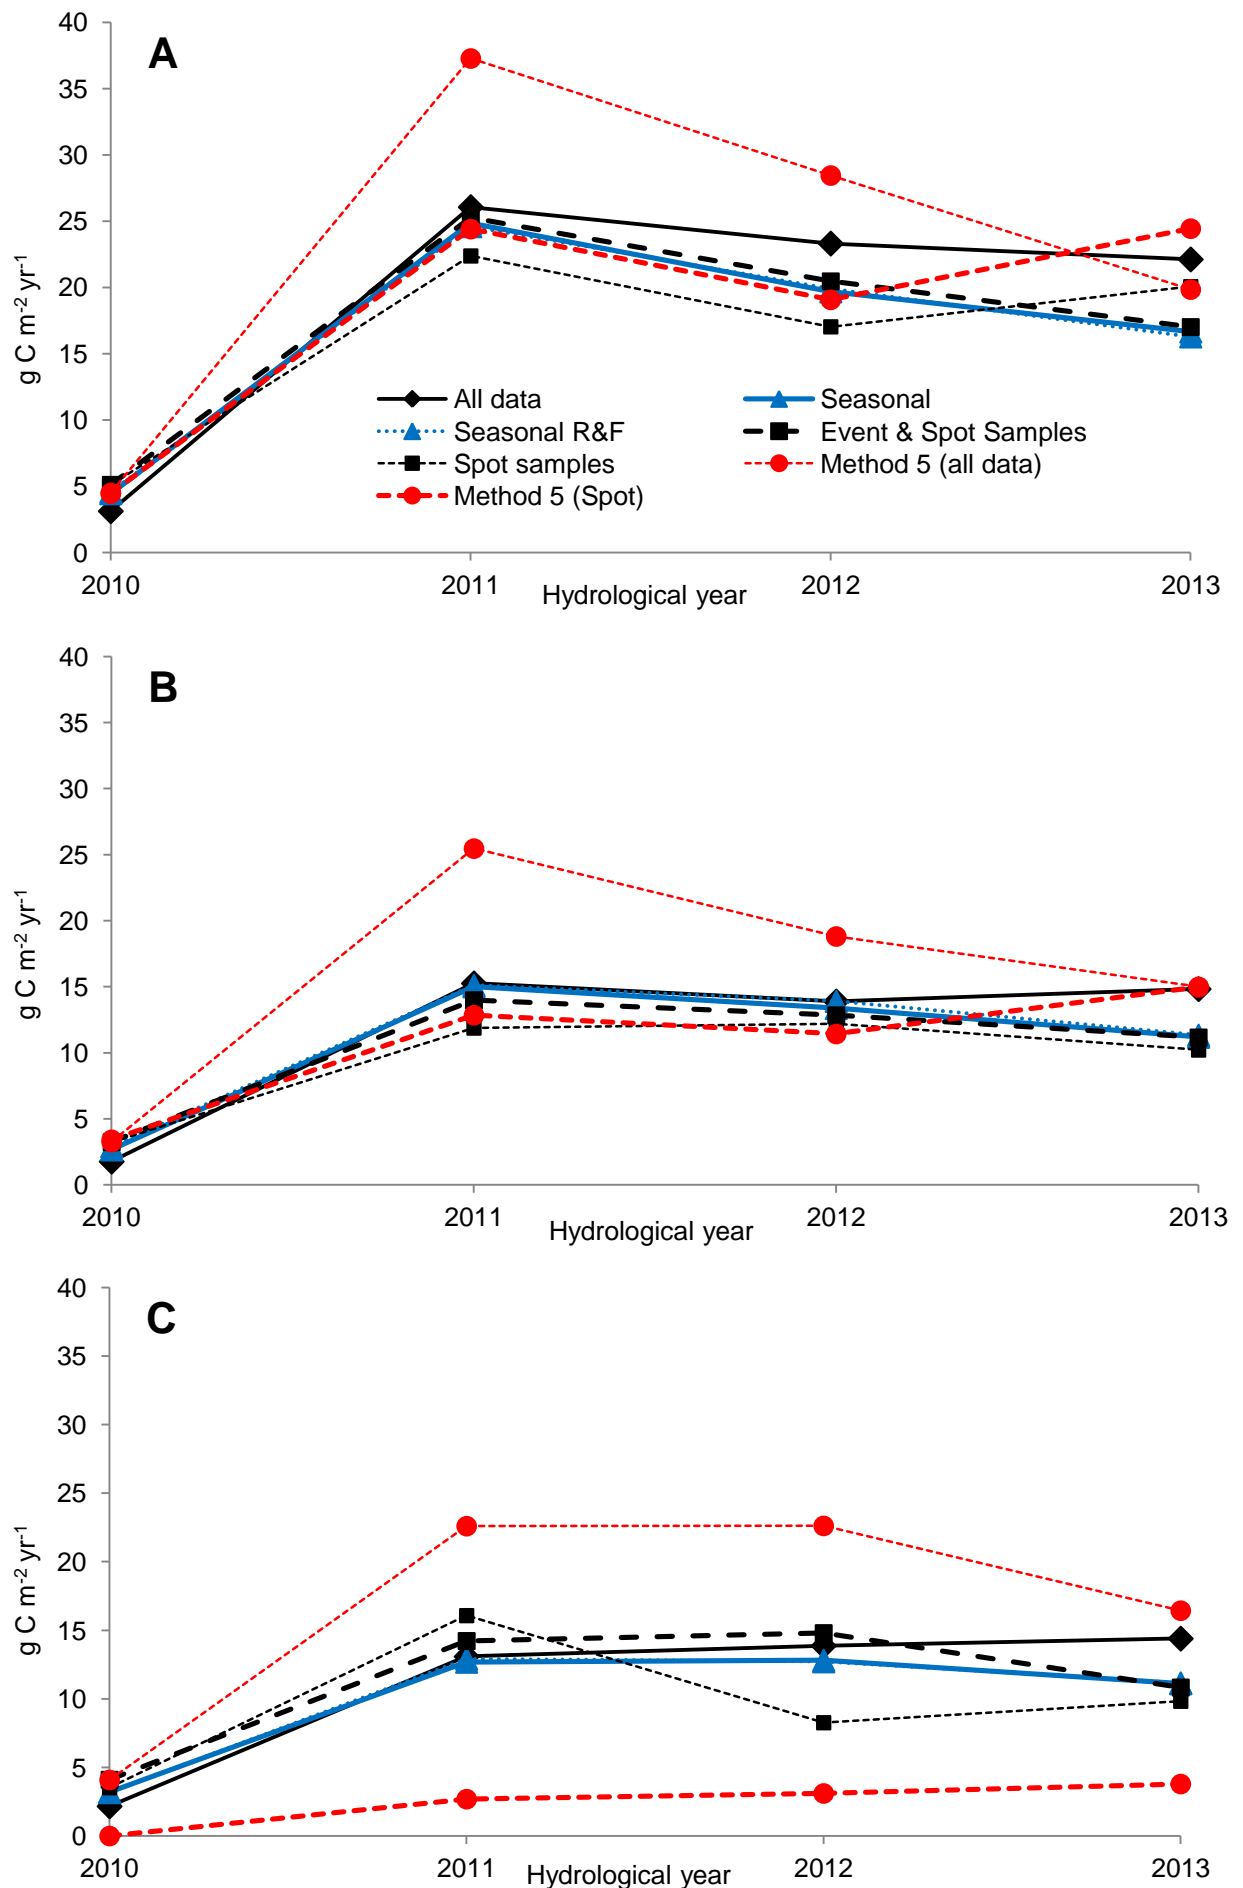 40
A
35
30
25
20
15
10
5
0
g C m-2 yr-1
All data
Seasonal
Seasonal R&F
Event & Spot Samples
Spot samples
Method 5 (all data)
Method 5 (Spot)
2010
2011
2012
2013
Hydrological year
40
B
35
30
25
20
15
10
5
0
g C m-2 yr-1
2010
2011
2012
2013
Hydrological year
40
C
35
30
25
20
15
10
5
0
g C m-2 yr-1
2010
2011
2012
2013
Hydrological year